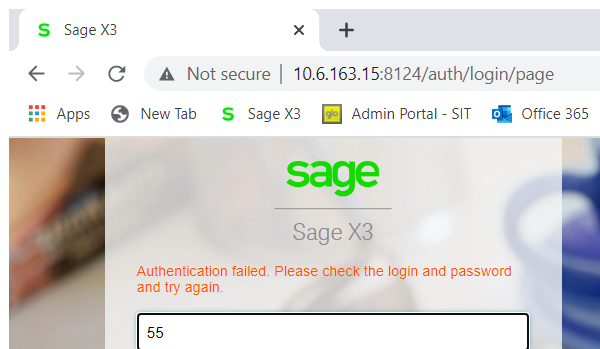 Sage X3
Not secure | 10.6.163.15:8124/auth/login/page
Apps New Tab Sage X3 glo Admin Portal - SIT Office 365
sage
Sage X3
Authentication failed. Please check the login and password
and try again.
55